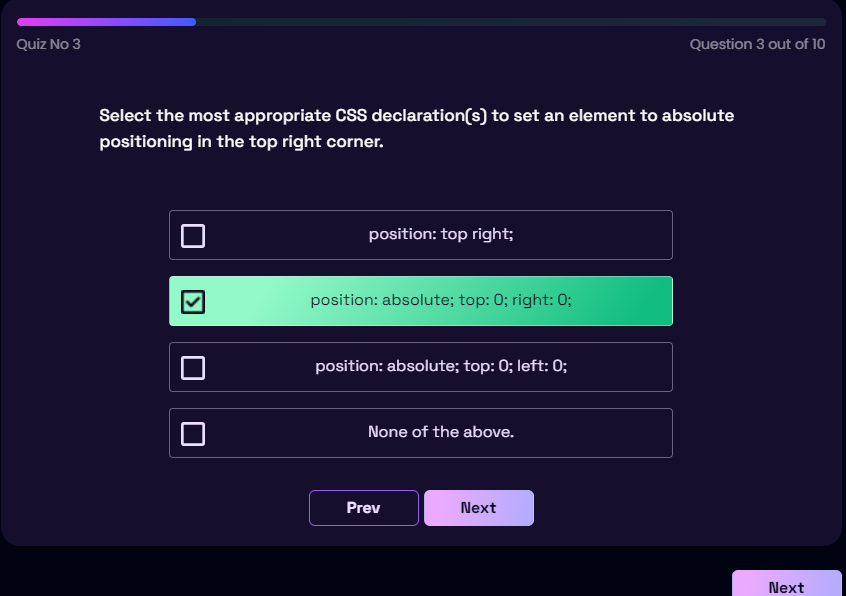 Quiz No 3
Question 3 out of 10
Select the most appropriate CSS declaration(s) to set an element to absolute
positioning in the top right corner.
position: top right;
position: absolute; top: 0; right: 0;
position: absolute; top: 0; left: 0;
None of the above.
Prev
Next
Next